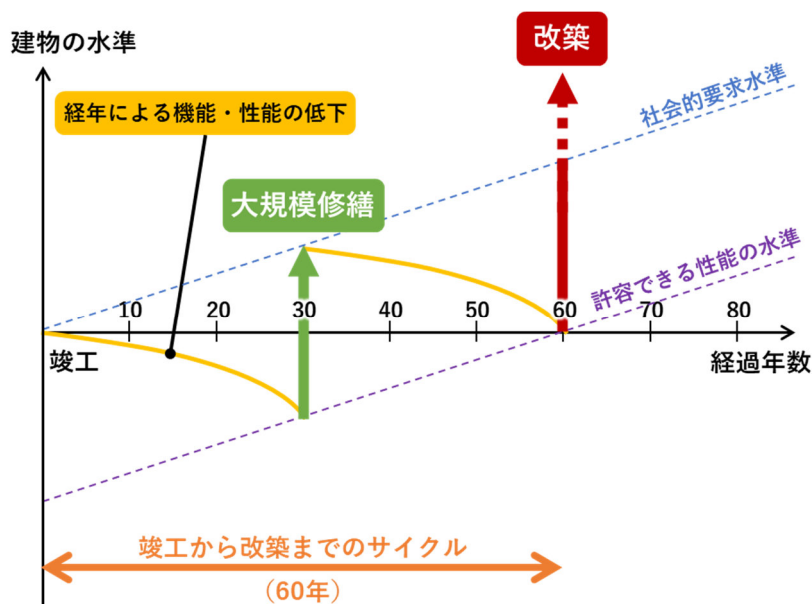 改築
建物の水準
社会的要求水準
経年による機能・性能の低下
大規模修繕
許容できる性能の水準
10 20 30 40 50 60 70 80
竣工
経過年数
竣工から改築までのサイクル
（60年）